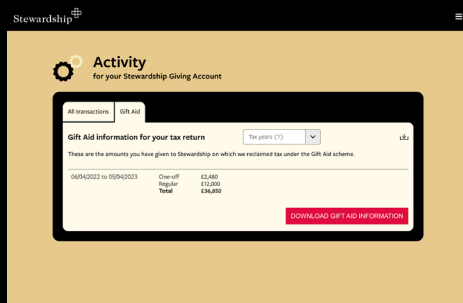 Stewardship
Activity
for your Stewardship Giving Account
All transactions
Gift Aid
Gift Aid information for your tax return
Tax years (1)
These are the amounts you have given to Stewardship on which we reclaimed tax under the Gift Aid scheme.
06/04/2022 to 05/04/2023 One-off £2,480
Regular £12,000
Total £36,850
DOWNLOAD GIFT AID INFORMATION